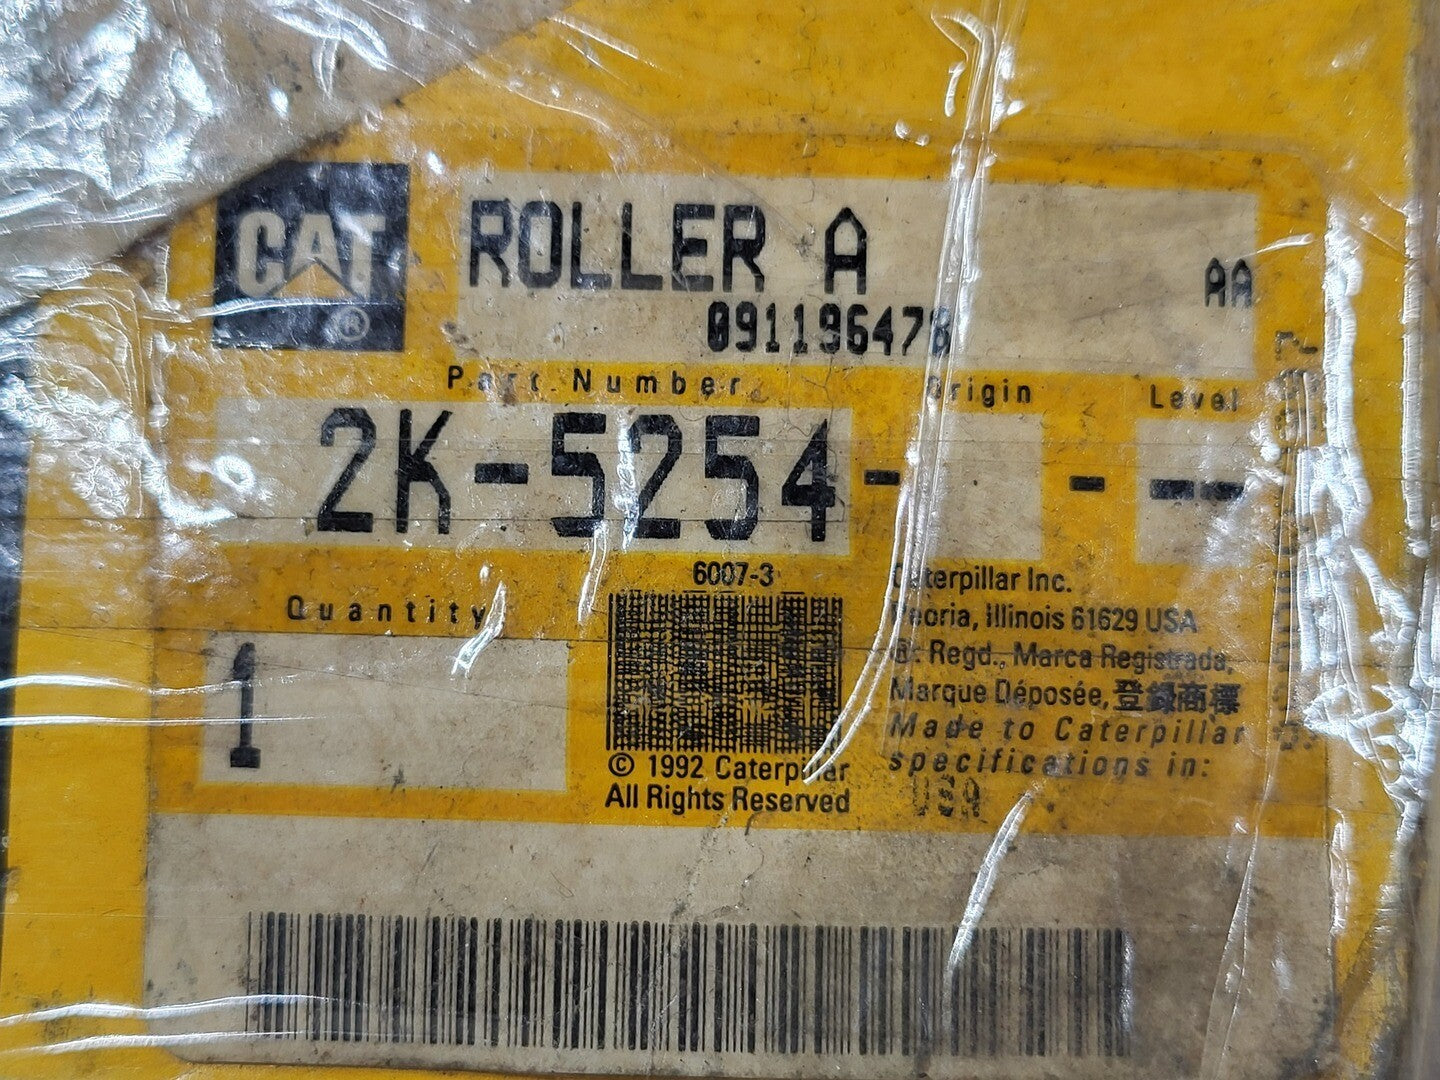 CAT
®
ROLLER A
AA
Part Number
Origin
Level
2K-5254- - --
6007-3
Quantity
1
© 1992 Caterpillar
All Rights Reserved
Caterpillar Inc.
Peoria, Illinois 61629 USA
®: Regd., Marca Registrada,
Marque Déposée, 登録商標
Made to Caterpillar
specifications in:
USA